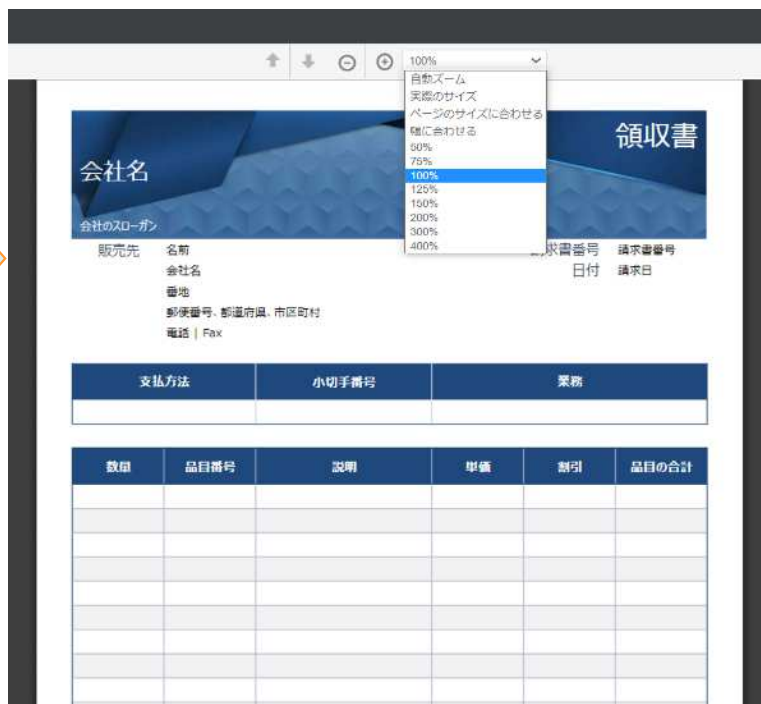 100%
自動ズーム
実際のサイズ
ページのサイズに合わせる
幅に合わせる
50%
75%
100%
125%
150%
200%
300%
400%
領収書
会社名
会社のスローガン
販売先 名前
求書番号 請求書番号
会社名
日付 請求日
番地
郵便番号、都道府県、市区町村
電話 | Fax
支払方法 小切手番号 業務
数量 品目番号 説明 単価 割引 品目の合計